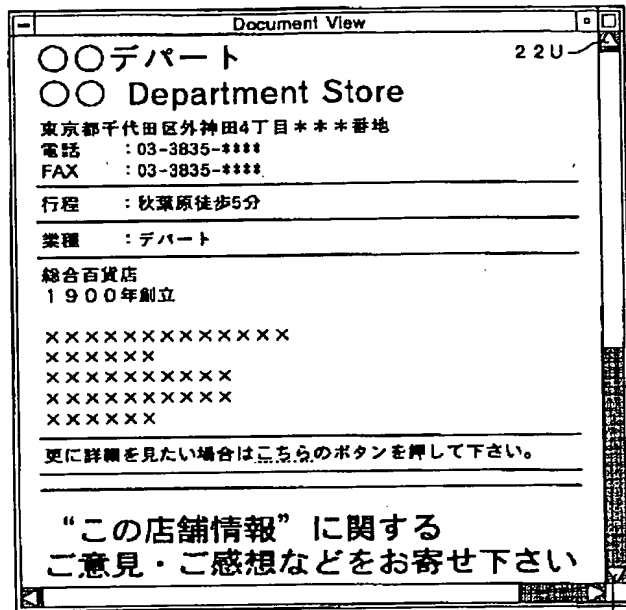 Document View
○○デパート
22U
○○ Department Store
東京都千代田区外神田4丁目＊＊＊番地
電話 : 03-3835-****
FAX : 03-3835-****
行程 : 秋葉原徒歩5分
業種 : デパート
総合百貨店
1900年創立
×××××××××××××
××××××
××××××××××
××××××××××
××××××
更に詳細を見たい場合はこちらのボタンを押して下さい。
“この店舗情報”に関する
ご意見・ご感想などをお寄せ下さい